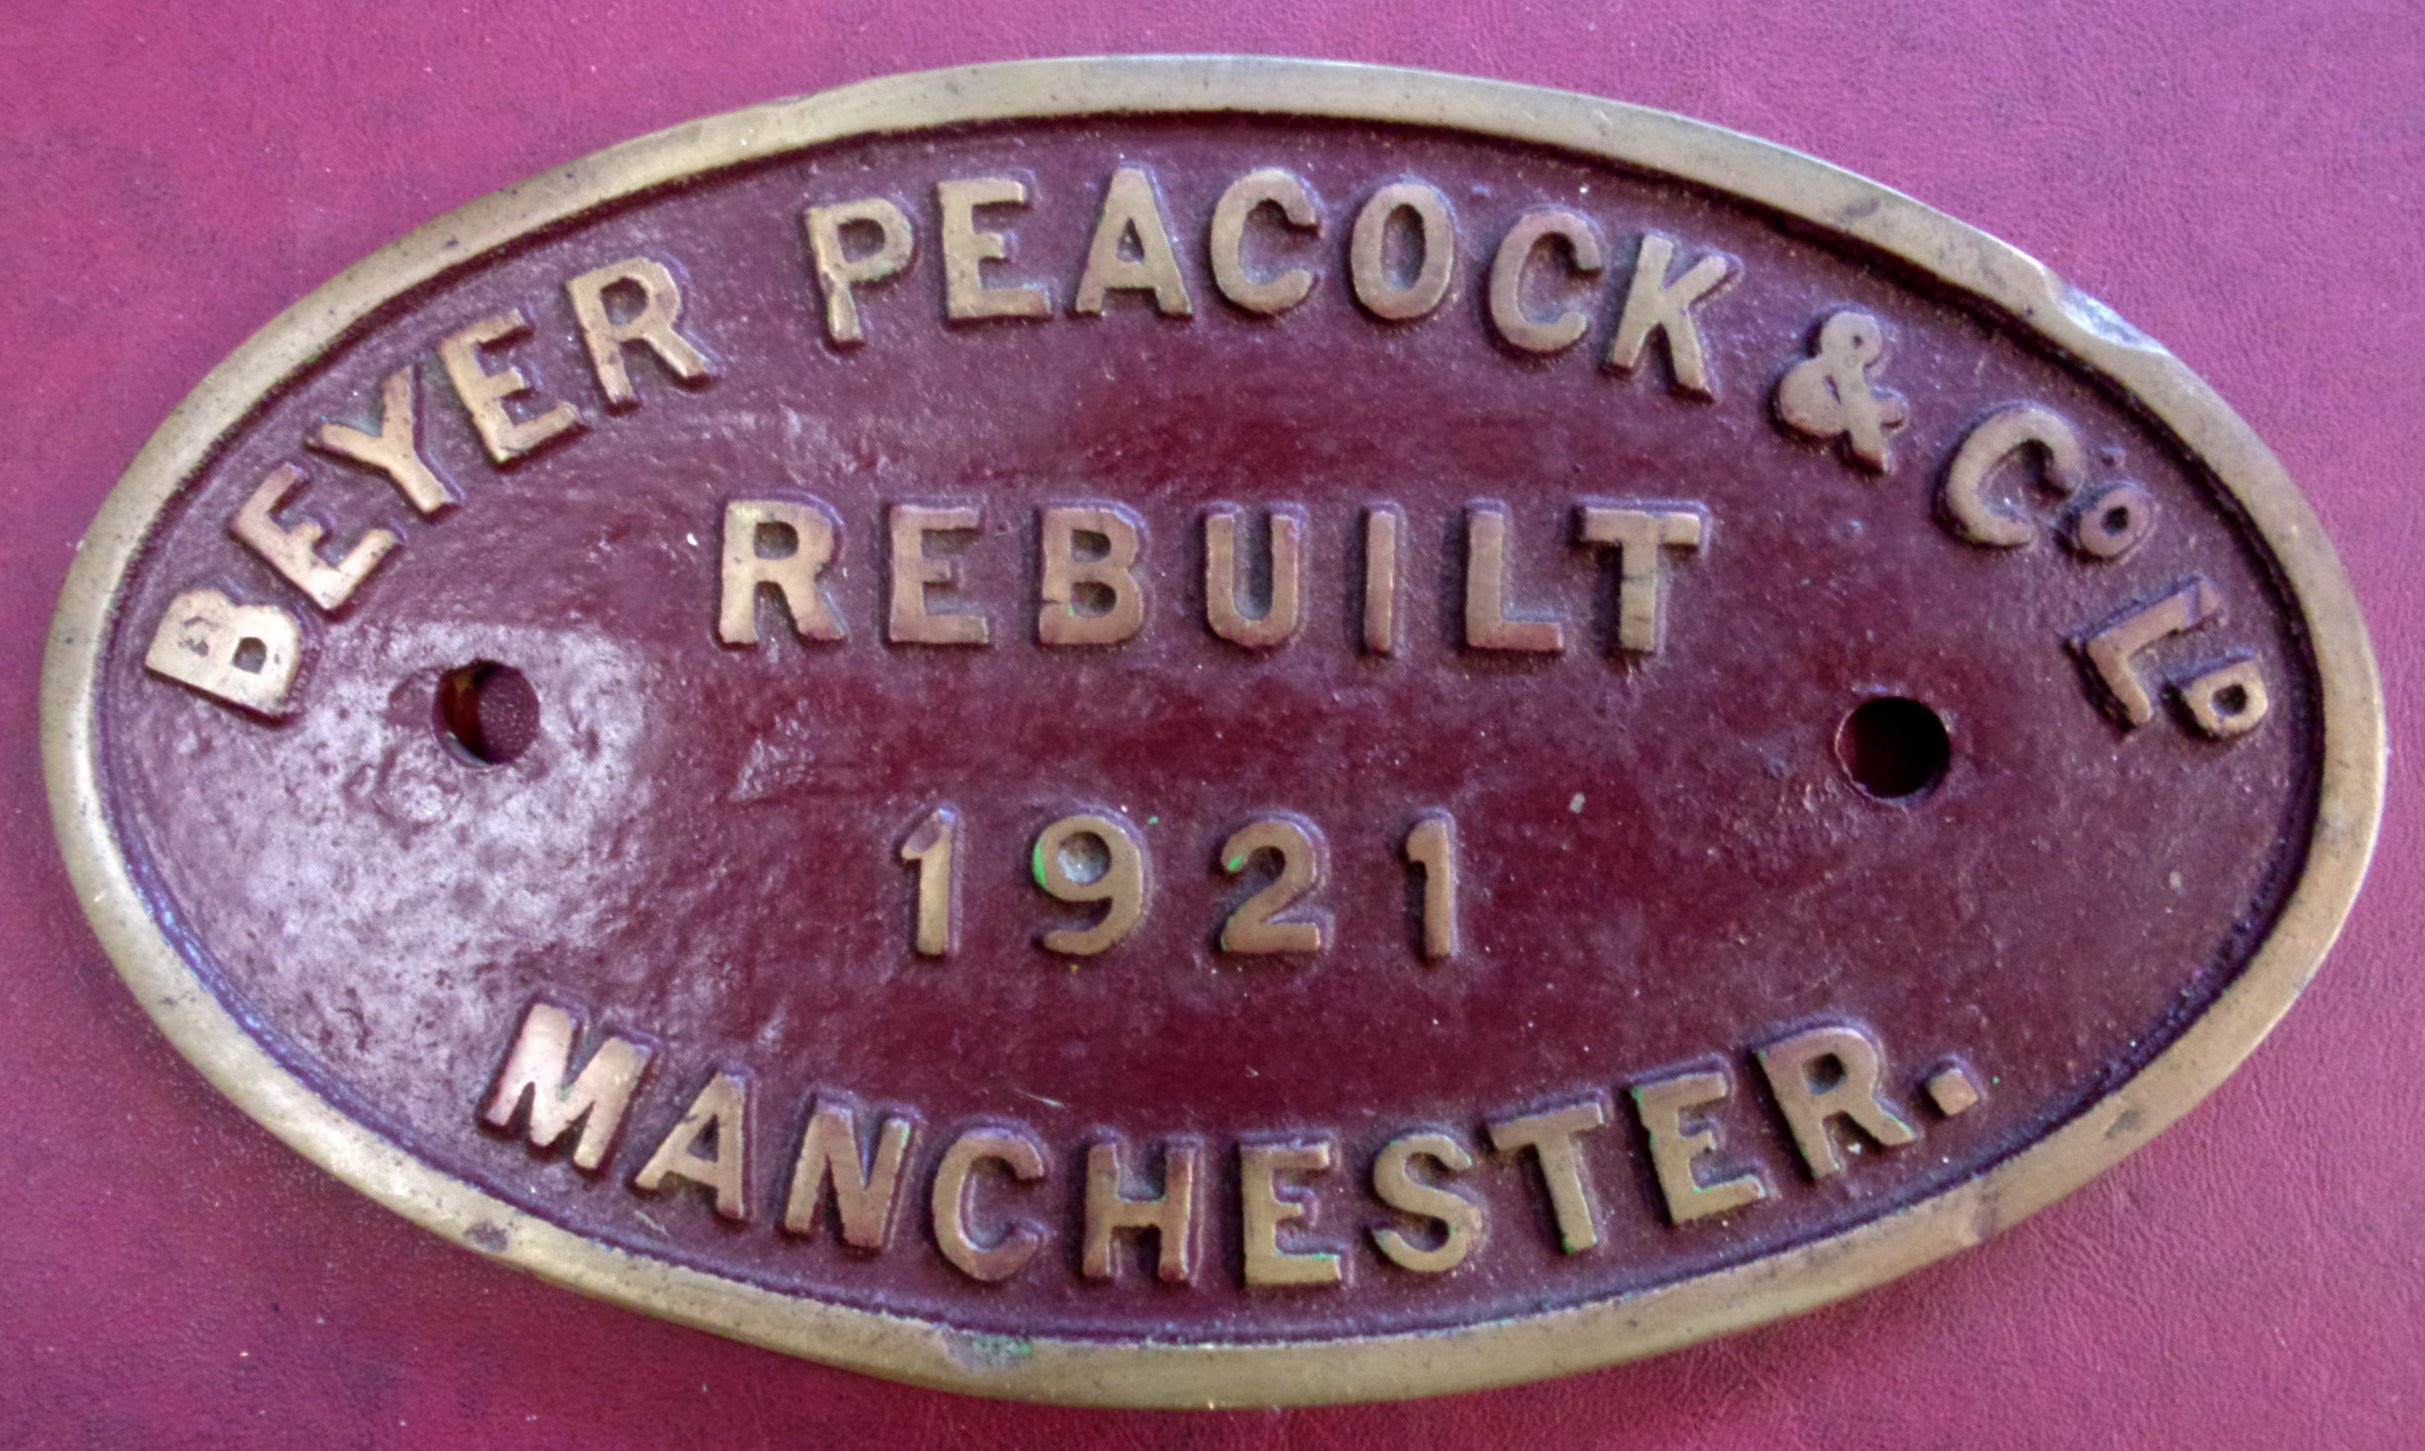 BEYER PEACOCK & Cº Lᴰ
REBUILT
1921
MANCHESTER.